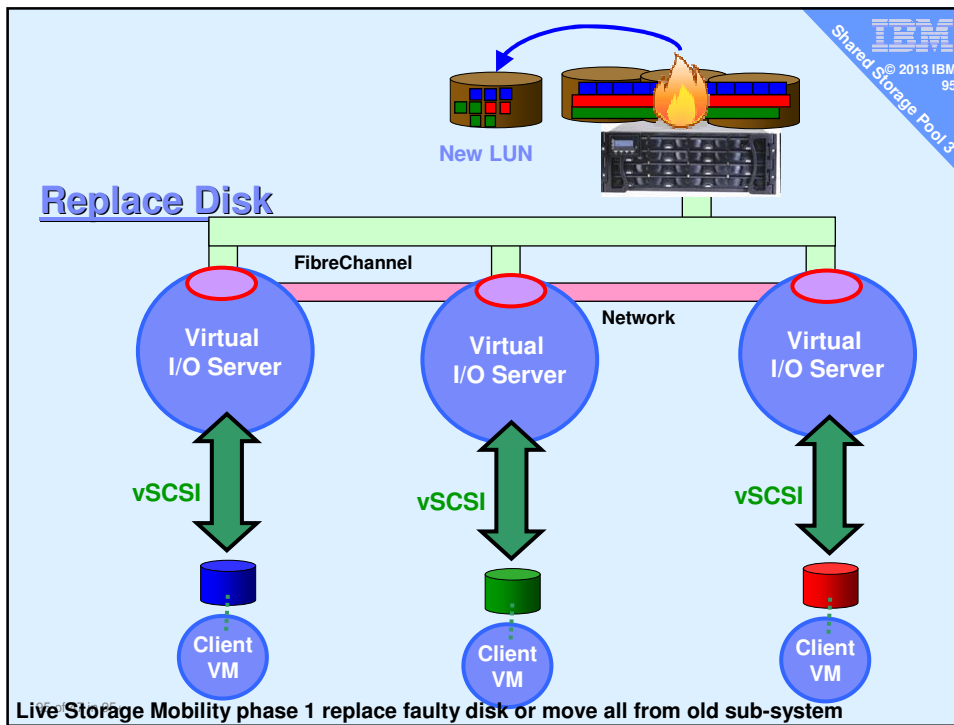 IBM
Shared Storage Pool 3
© 2013 IBM
95
New LUN
Replace Disk
FibreChannel
Network
Virtual
I/O Server
Virtual
I/O Server
Virtual
I/O Server
vSCSI
vSCSI
vSCSI
Client
VM
Client
VM
Client
VM
Live Storage Mobility phase 1 replace faulty disk or move all from old sub-system